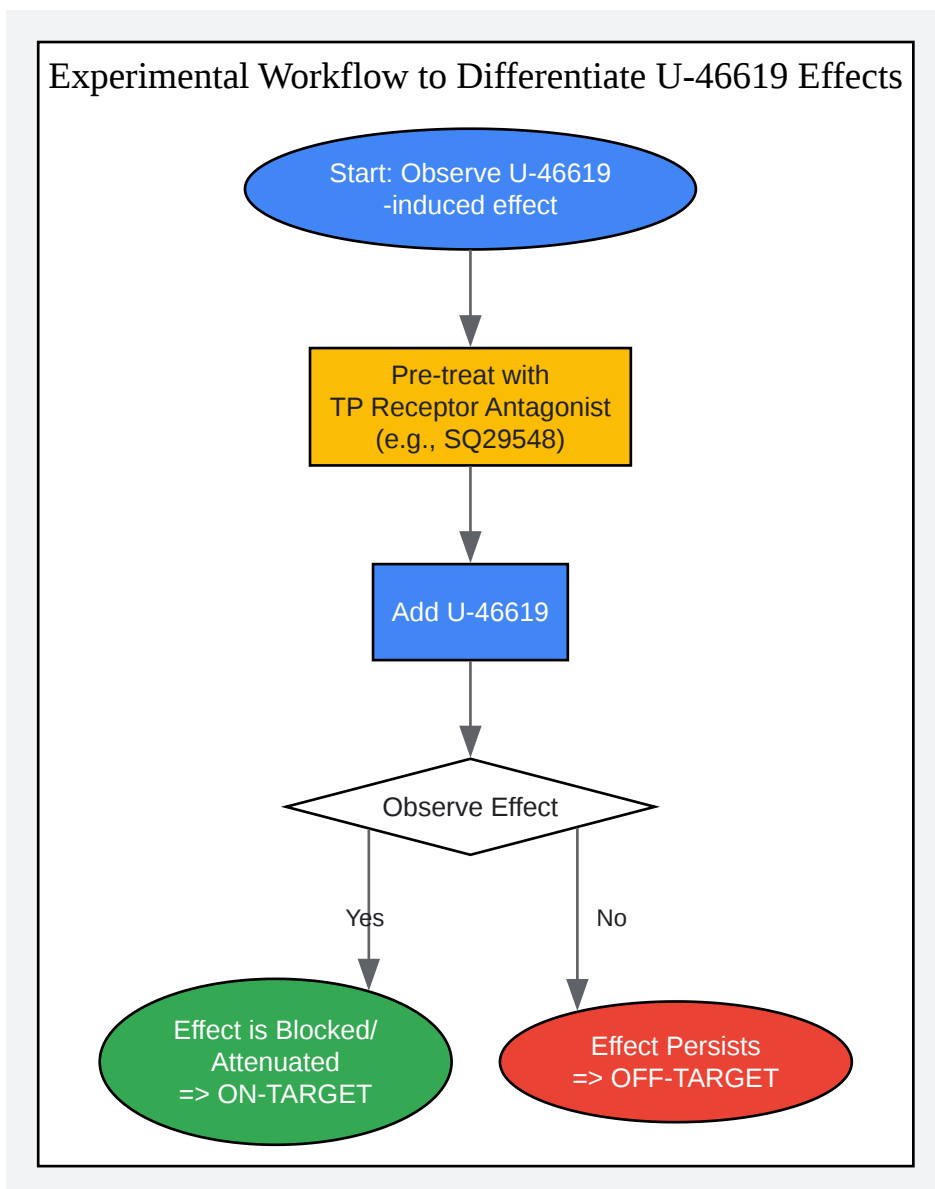 Experimental Workflow to Differentiate U-46619 Effects
Start: Observe U-46619
-induced effect
Pre-treat with
TP Receptor Antagonist
(e.g., SQ29548)
Add U-46619
Observe Effect
Yes
No
Effect is Blocked/
Attenuated
=> ON-TARGET
Effect Persists
=> OFF-TARGET